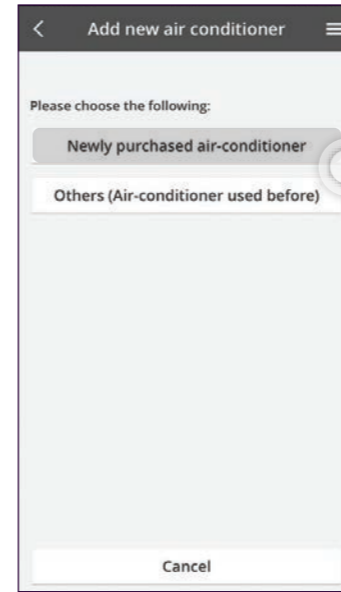 Add new air conditioner
Please choose the following:
Newly purchased air-conditioner
Others (Air-conditioner used before)
Cancel